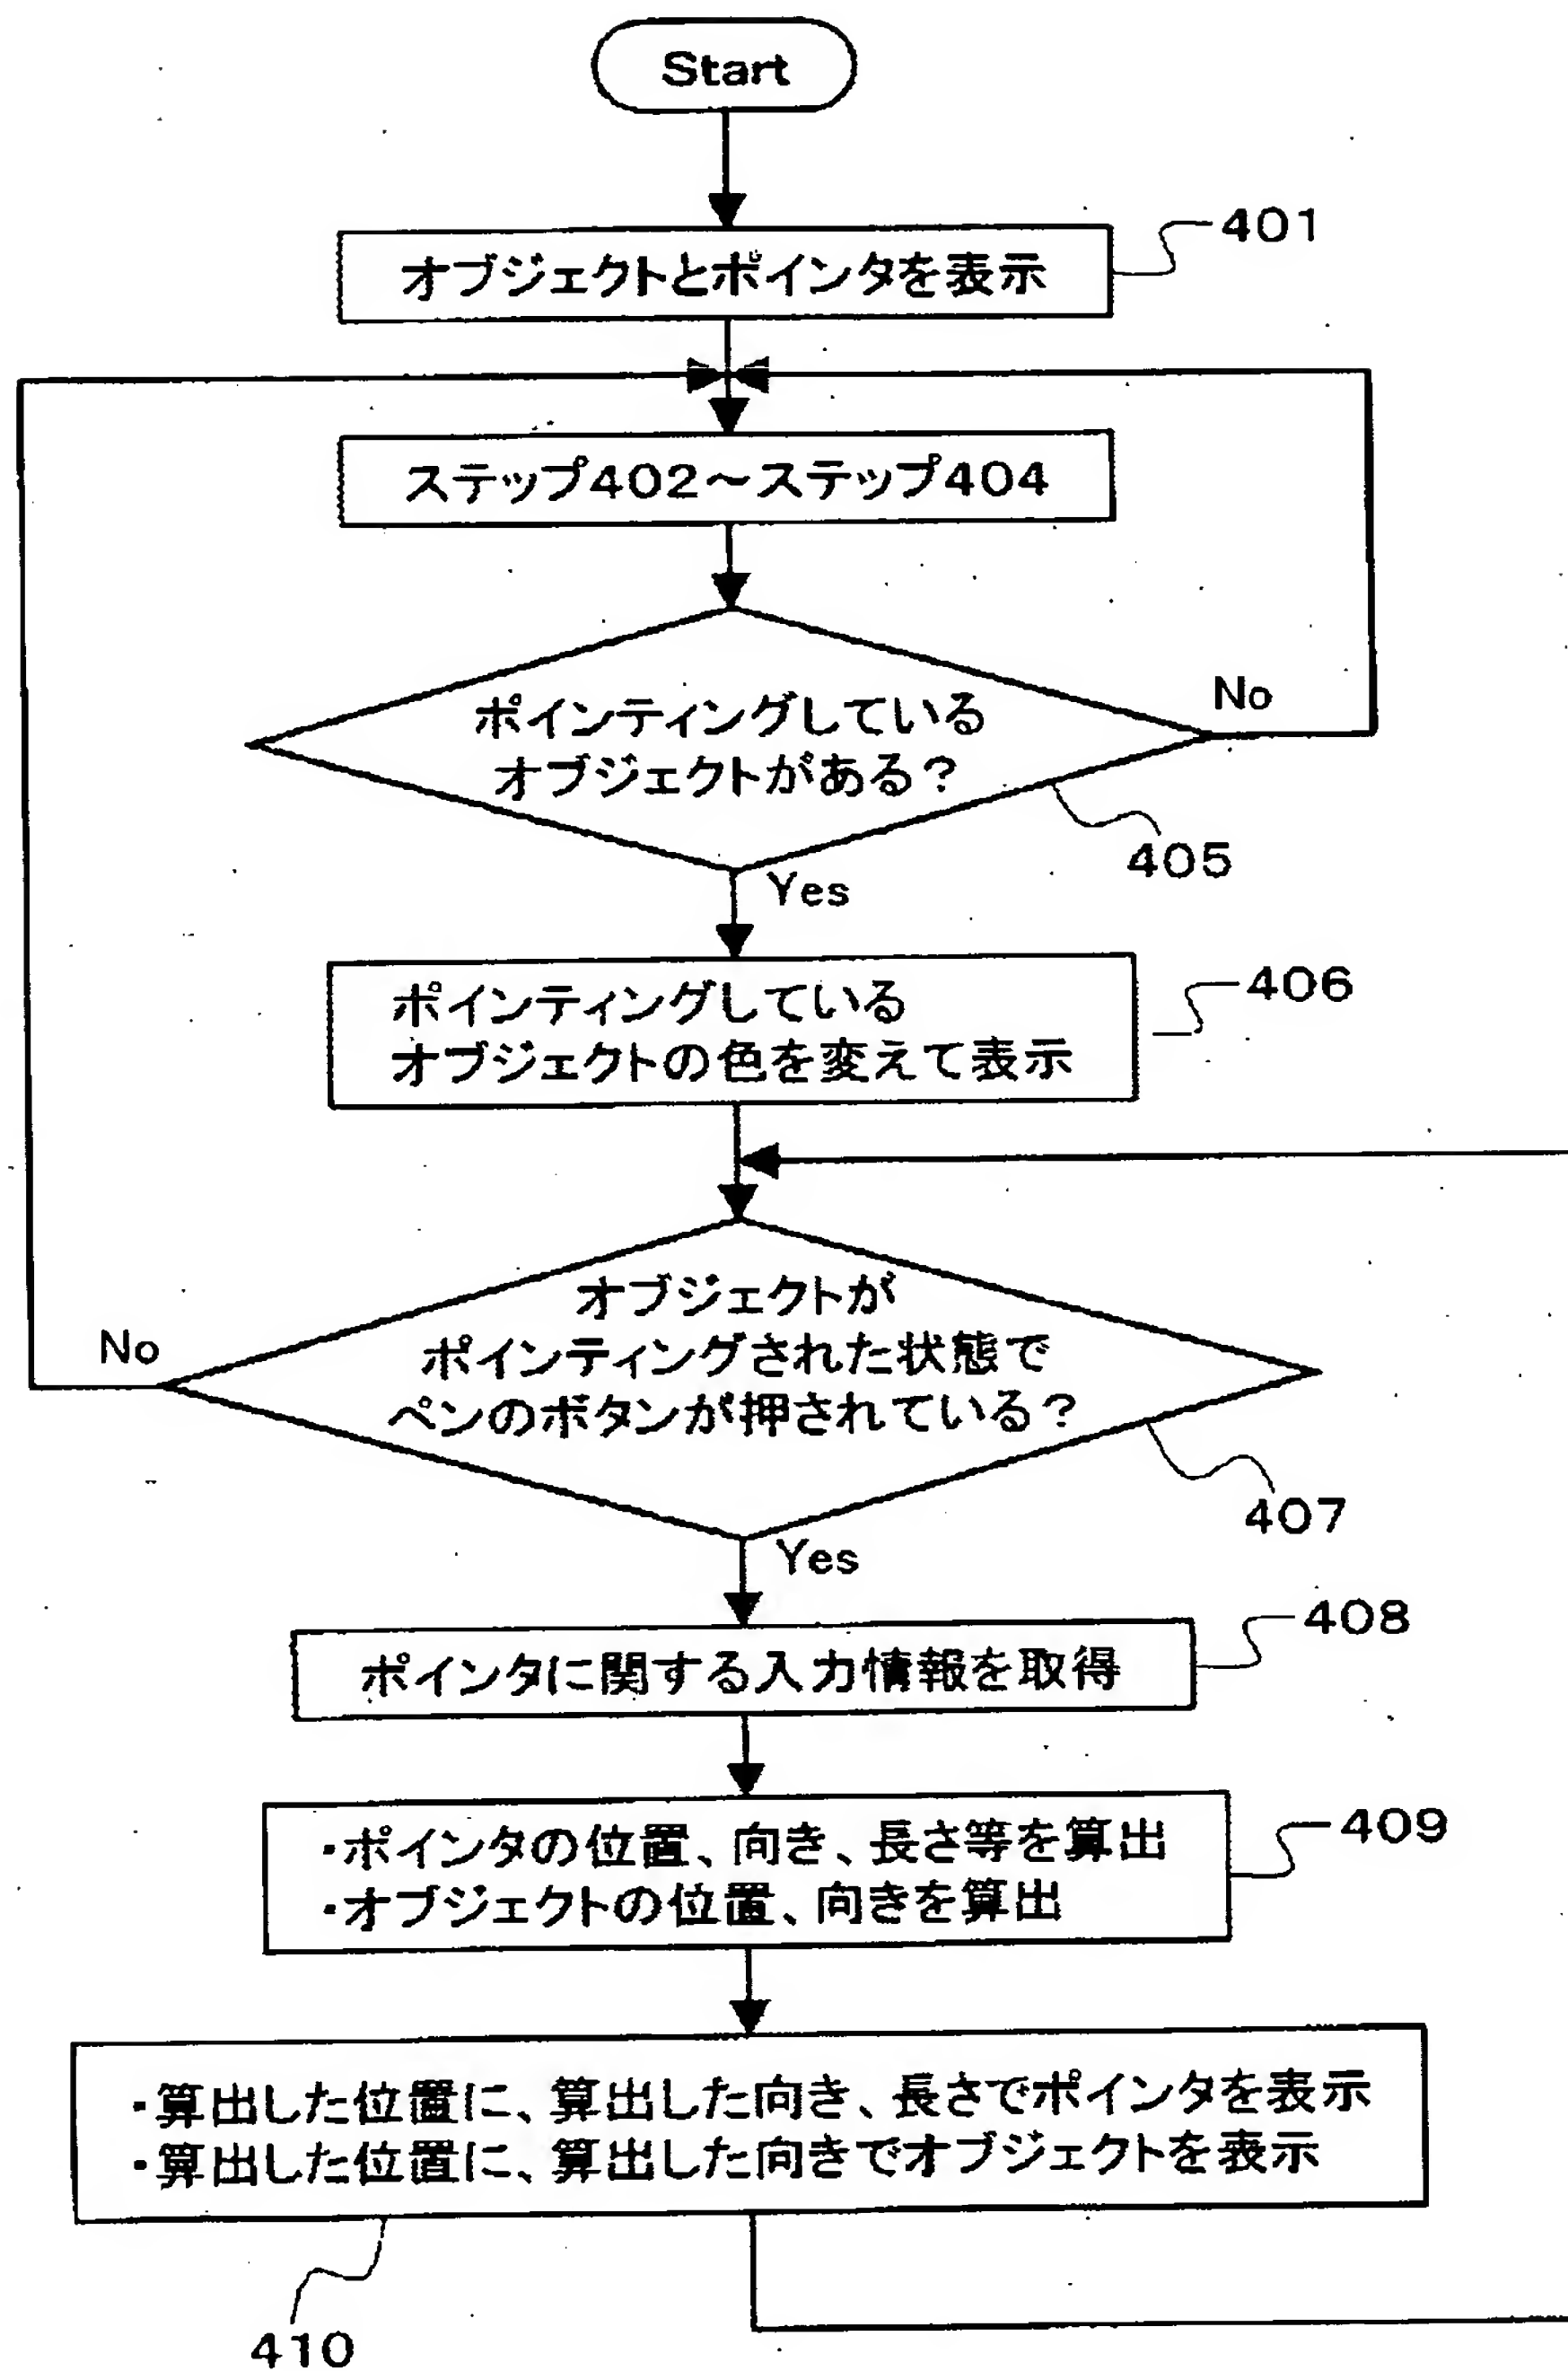 Start
オブジェクトとポインタを表示
401
ステップ402～ステップ404
ポインティングしている
オブジェクトがある？
No
405
Yes
ポインティングしている
オブジェクトの色を変えて表示
406
オブジェクトが
ポインティングされた状態で
ペンのボタンが押されている？
No
407
Yes
ポインタに関する入力情報を取得
408
・ポインタの位置、向き、長さ等を算出
・オブジェクトの位置、向きを算出
409
・算出した位置に、算出した向き、長さでポインタを表示
・算出した位置に、算出した向きでオブジェクトを表示
410